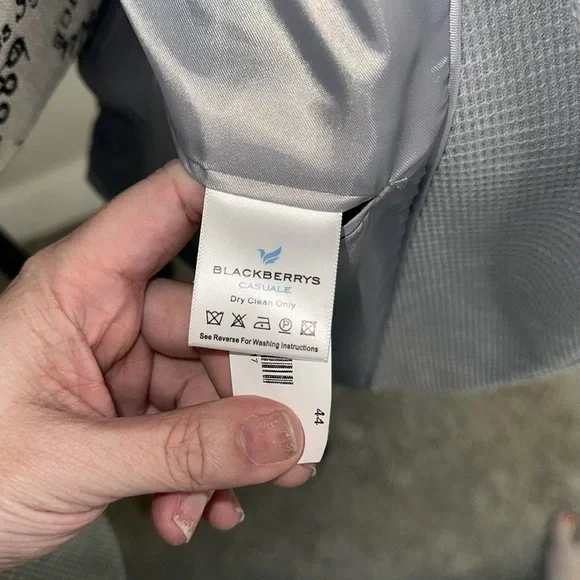 BLACKBERRYS
CASUALE
Dry Clean Only
P
See Reverse For Washing Instructions
44